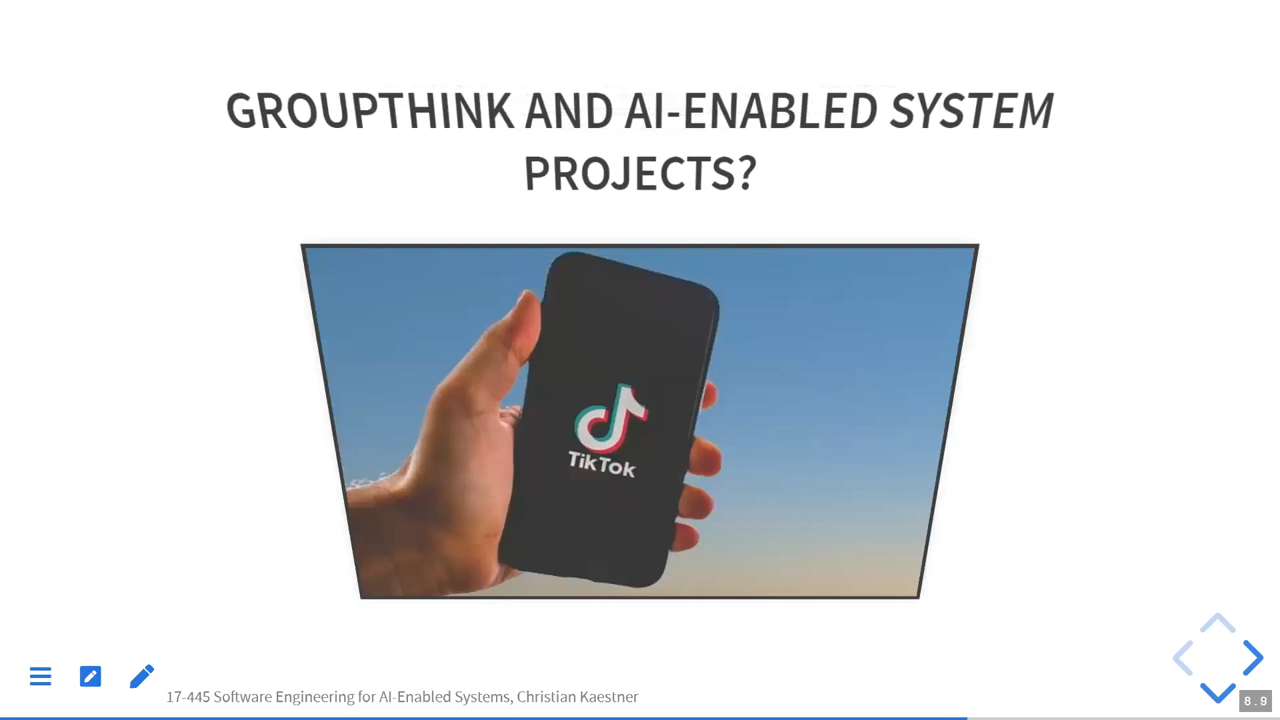 GROUPTHINK AND AI-ENABLED SYSTEM
PROJECTS?
TikTok
17-445 Software Engineering for AI-Enabled Systems, Christian Kaestner
8.9